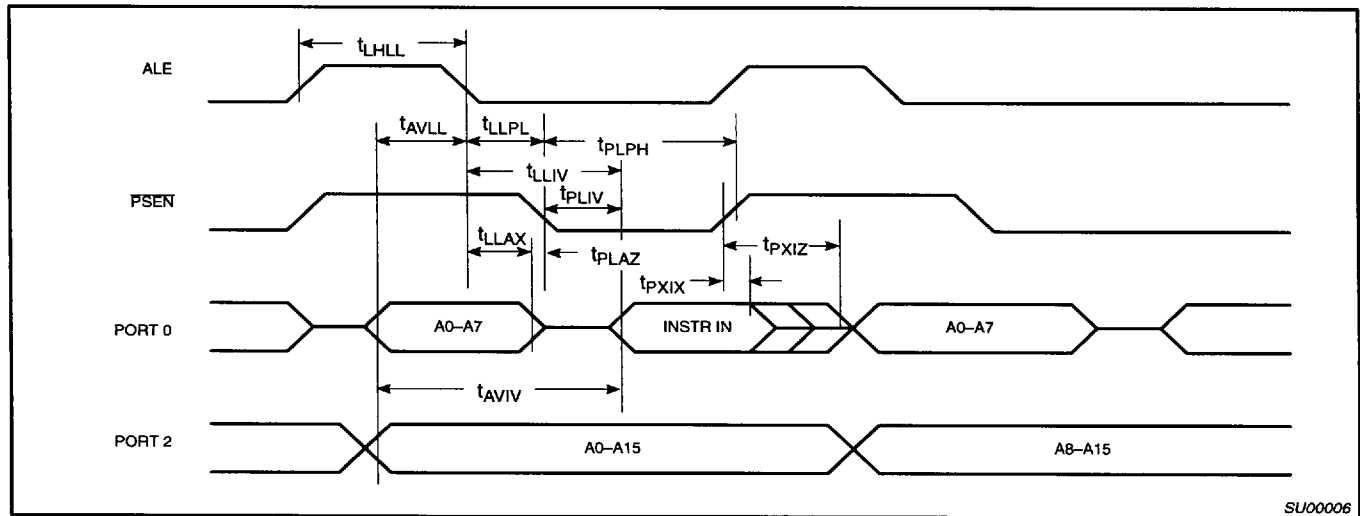 ALE
tLHLL
tAVLL
tLLPL
tPLPH
tLLIV
PSEN
tPLIV
tLLAX
tPLAZ
tPXIZ
tPXIX
PORT 0
A0–A7
INSTR IN
A0–A7
tAVIV
PORT 2
A0–A15
A8–A15
SU00006